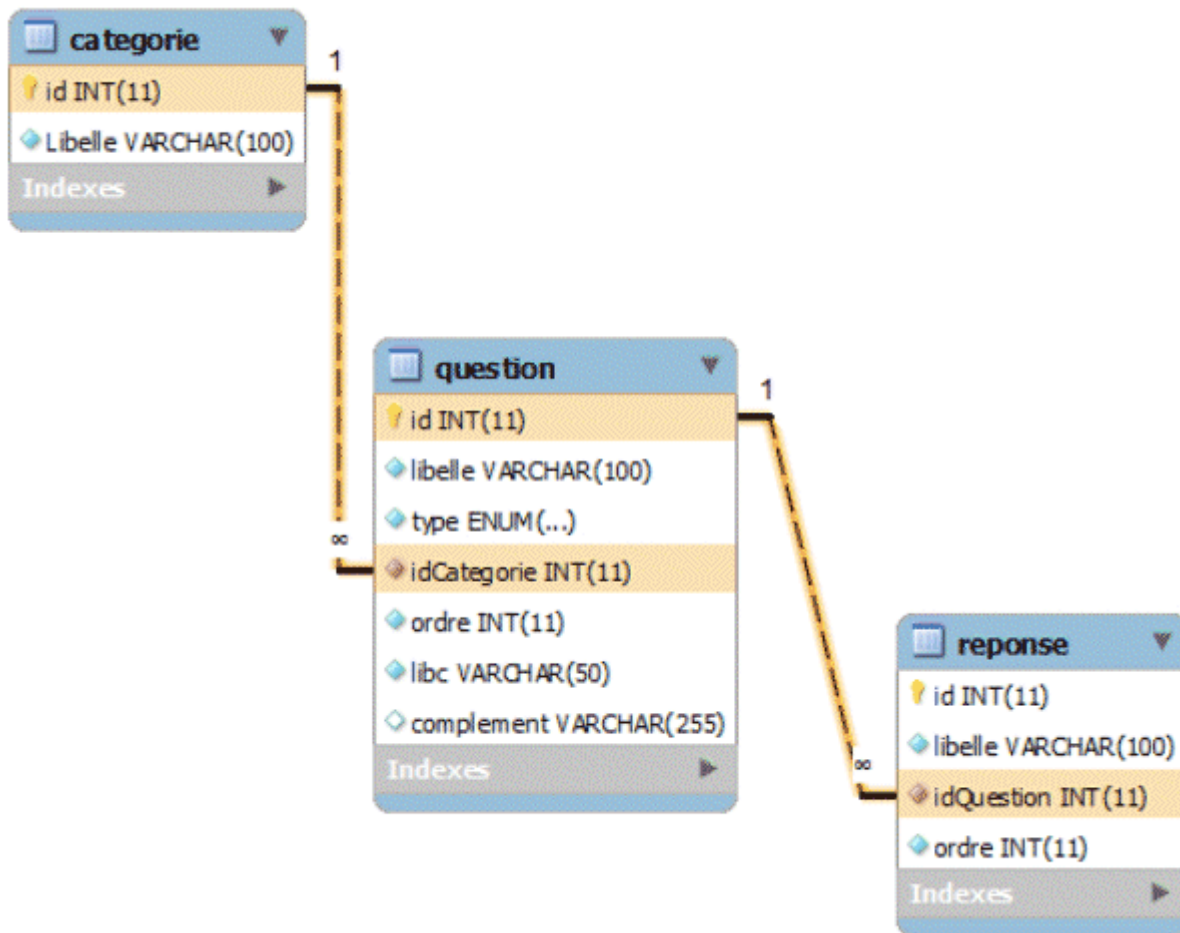 categorie
1
id INT(11)
Libelle VARCHAR(100)
Indexes
question
1
id INT(11)
libelle VARCHAR(100)
type ENUM(...)
∞
idCategorie INT(11)
ordre INT(11)
libc VARCHAR(50)
complement VARCHAR(255)
Indexes
reponse
id INT(11)
libelle VARCHAR(100)
∞
idQuestion INT(11)
ordre INT(11)
Indexes